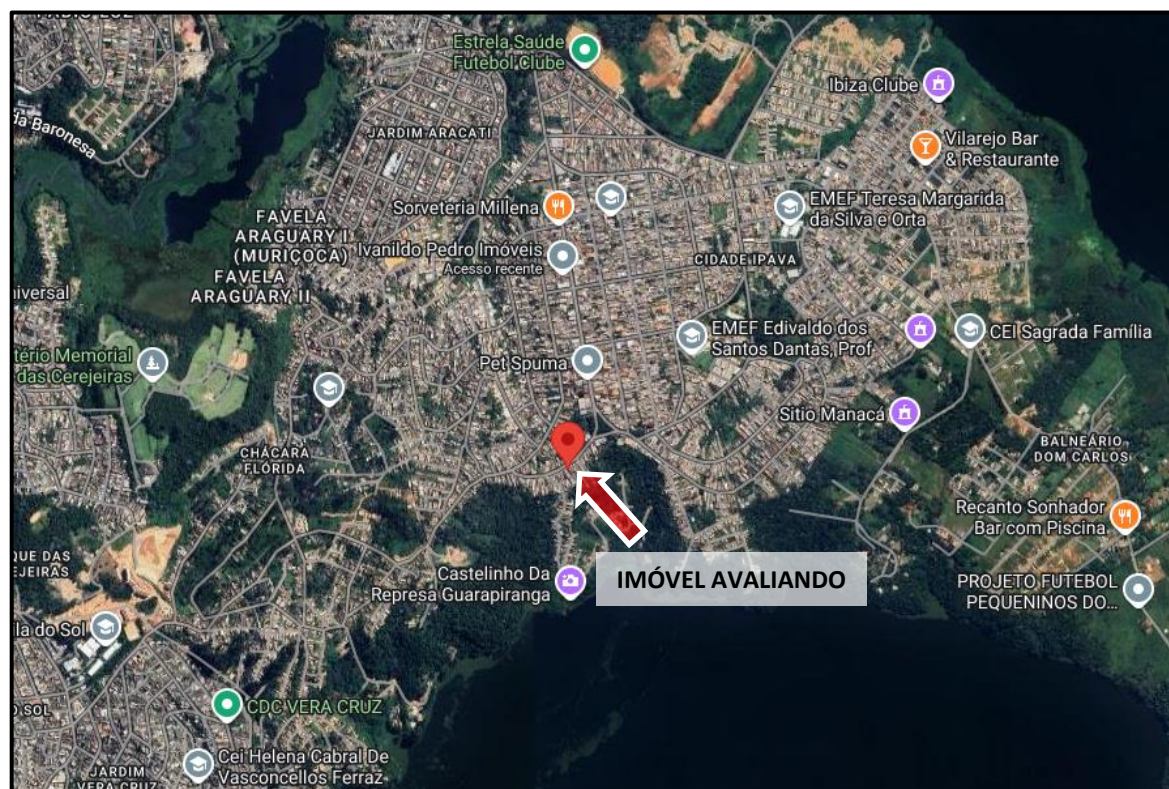 Estrela Saúde
Futebol Clube
Ibiza Clube
da Baronesa
JARDIM ARACATI
Vilarejo Bar
& Restaurante
EMEF Teresa Margarida
da Silva e Orta
Sorveteria Millena
FAVELA
ARAGUARY I
(MURIÇOCA)
Ivanildo Pedro Imóveis
Acesso recente
CIDADE IPAVA
FAVELA
ARAGUARY II
niversal
EMEF Edivaldo dos
Santos Dantas, Prof
CEI Sagrada Família
tério Memorial
das Cerejeiras
Pet Spuma
Sitio Manacá
BALNEÁRIO
DOM CARLOS
CHÁCARA
FLÓRIDA
Recanto Sonhador
Bar com Piscina
QUE DAS
EJEIRAS
IMÓVEL AVALIANDO
Castelinho Da
Represa Guarapiranga
PROJETO FUTEBOL
PEQUENINOS DO...
la do Sol
CDC VERA CRUZ
O SOL
Cei Helena Cabral De
Vasconcellos Ferraz
JARDIM
VERA CRUZ